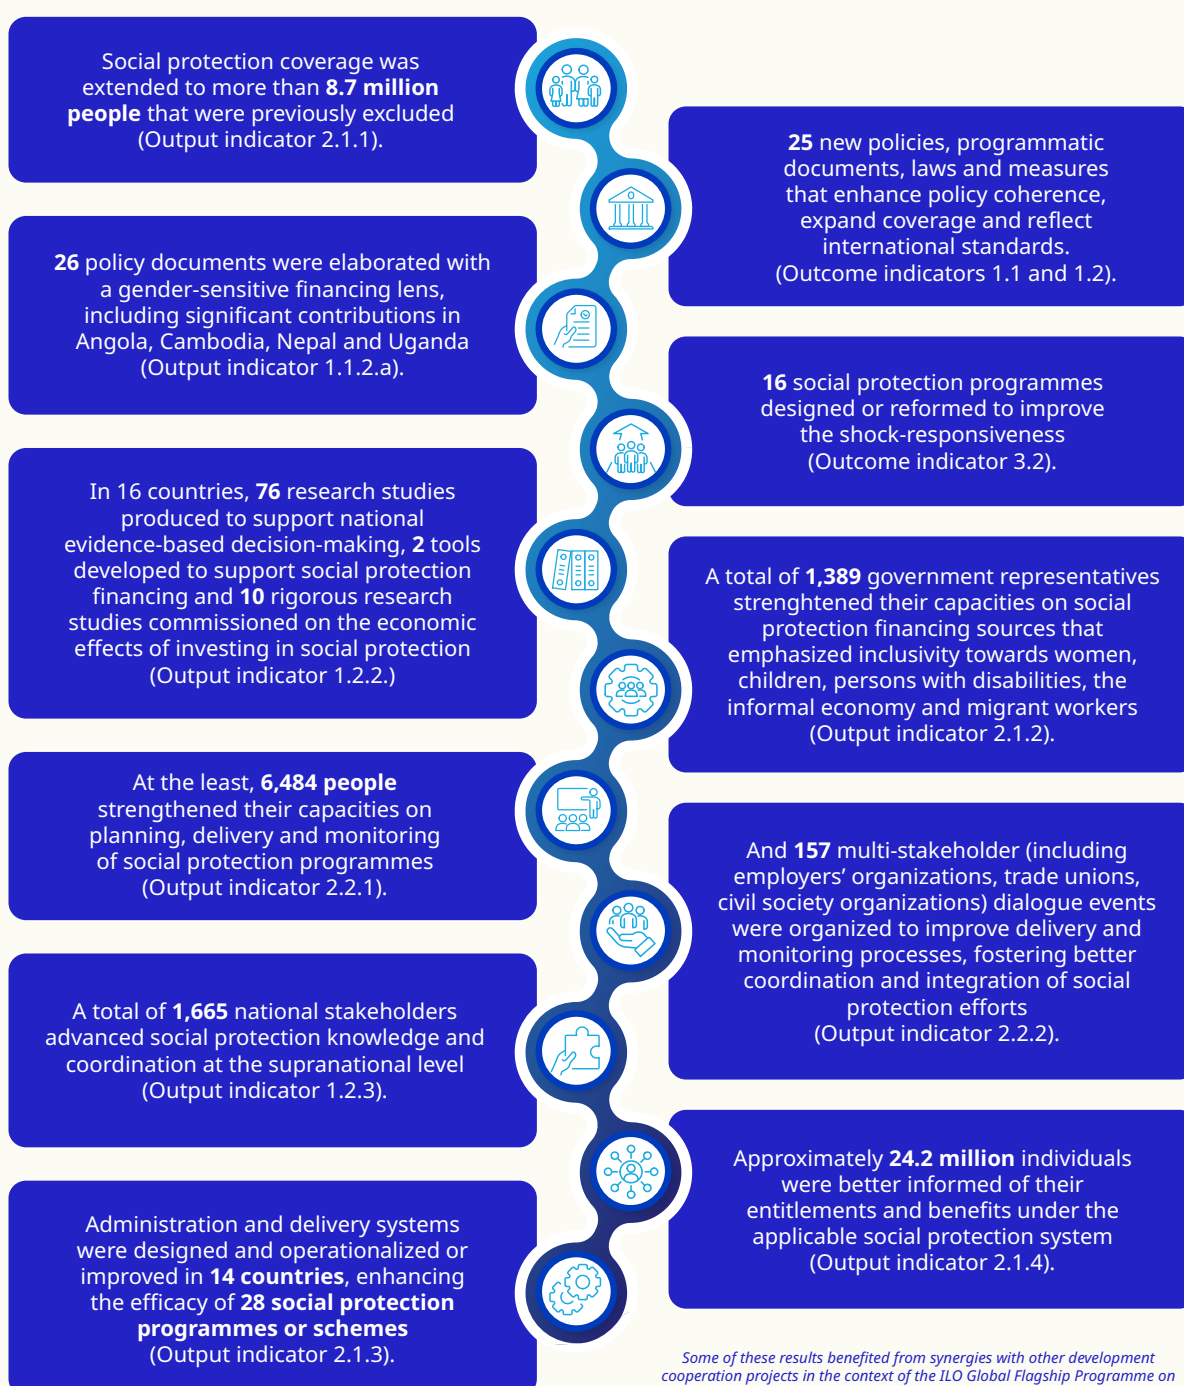 Social protection coverage was
extended to more than 8.7 million
people that were previously excluded
(Output indicator 2.1.1).
25 new policies, programmatic
documents, laws and measures
that enhance policy coherence,
expand coverage and reflect
international standards.
(Outcome indicators 1.1 and 1.2).
26 policy documents were elaborated with
a gender-sensitive financing lens,
including significant contributions in
Angola, Cambodia, Nepal and Uganda
(Output indicator 1.1.2.a).
16 social protection programmes
designed or reformed to improve
the shock-responsiveness
(Outcome indicator 3.2).
In 16 countries, 76 research studies
produced to support national
evidence-based decision-making, 2 tools
developed to support social protection
financing and 10 rigorous research
studies commissioned on the economic
effects of investing in social protection
(Output indicator 1.2.2.)
A total of 1,389 government representatives
strenghtened their capacities on social
protection financing sources that
emphasized inclusivity towards women,
children, persons with disabilities, the
informal economy and migrant workers
(Output indicator 2.1.2).
At the least, 6,484 people
strengthened their capacities on
planning, delivery and monitoring
of social protection programmes
(Output indicator 2.2.1).
And 157 multi-stakeholder (including
employers’ organizations, trade unions,
civil society organizations) dialogue events
were organized to improve delivery and
monitoring processes, fostering better
coordination and integration of social
protection efforts
(Output indicator 2.2.2).
A total of 1,665 national stakeholders
advanced social protection knowledge and
coordination at the supranational level
(Output indicator 1.2.3).
Approximately 24.2 million individuals
were better informed of their
entitlements and benefits under the
applicable social protection system
(Output indicator 2.1.4).
Administration and delivery systems
were designed and operationalized or
improved in 14 countries, enhancing
the efficacy of 28 social protection
programmes or schemes
(Output indicator 2.1.3).
Some of these results benefited from synergies with other development
cooperation projects in the context of the ILO Global Flagship Programme on